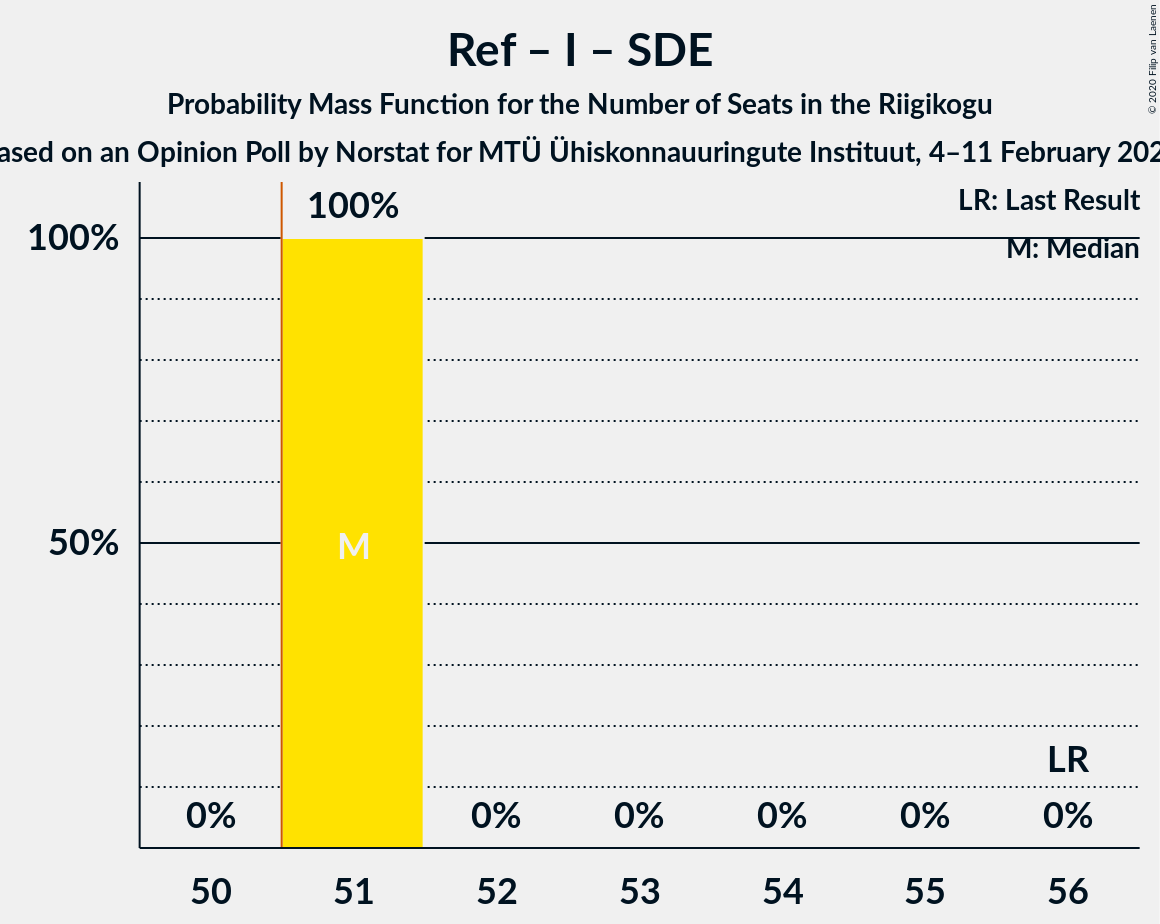 Ref – I – SDE
Probability Mass Function for the Number of Seats in the Riigikogu
on an Opinion Poll by Norstat for MTÜ Ühiskonnauuringute Instituut, 4–11 February
© 2020 Filip van Laenen
LR: Last Result
M: Median
100%
100%
50%
M
LR
0%
0%
0%
0%
0%
0%
50 51 52 53 54 55 56